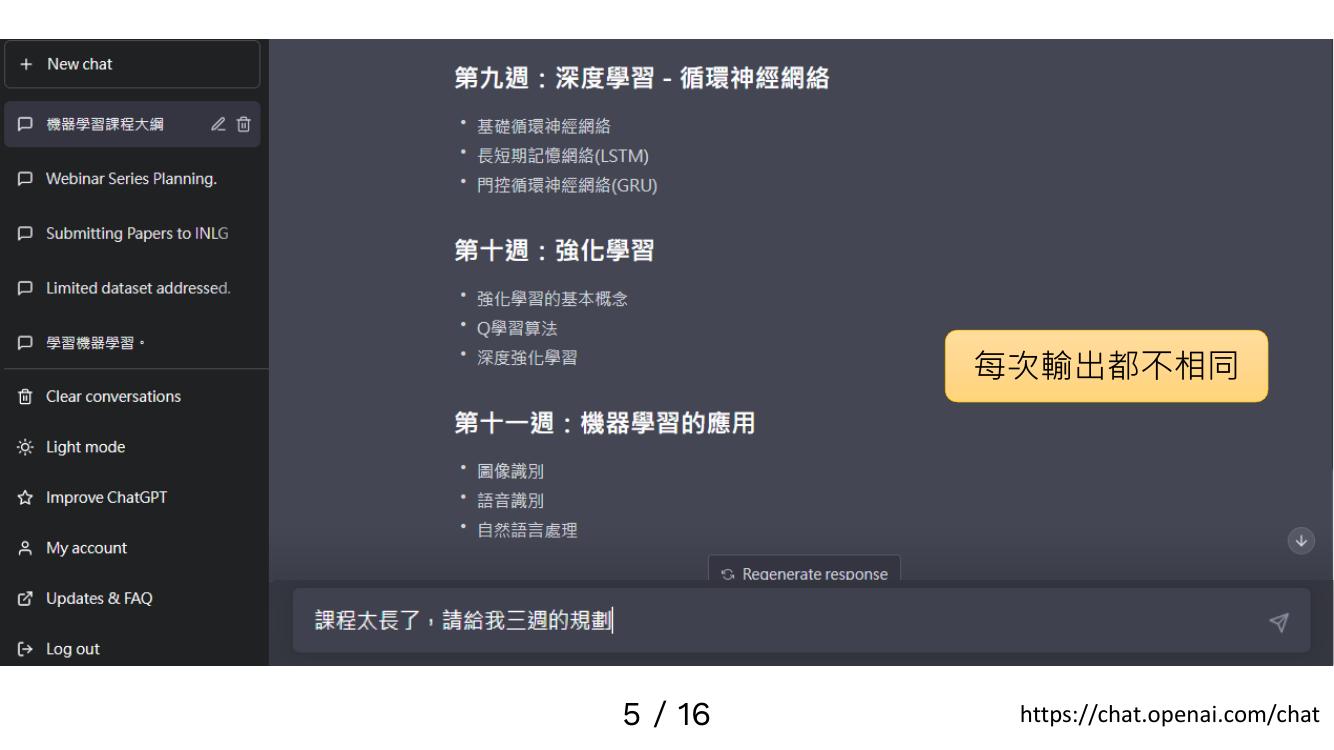 New chat
機器學習課程大綱
Webinar Series Planning.
Submitting Papers to INLG
Limited dataset addressed.
學習機器學習。
Clear conversations
Light mode
Improve ChatGPT
My account
Updates & FAQ
Log out
第九週：深度學習 - 循環神經網絡
• 基礎循環神經網絡
• 長短期記憶網絡(LSTM)
• 門控循環神經網絡(GRU)
第十週：強化學習
• 強化學習的基本概念
• Q學習算法
• 深度強化學習
第十一週：機器學習的應用
• 圖像識別
• 語音識別
• 自然語言處理
每次輸出都不相同
Regenerate response
課程太長了，請給我三週的規劃
5 / 16
https://chat.openai.com/chat